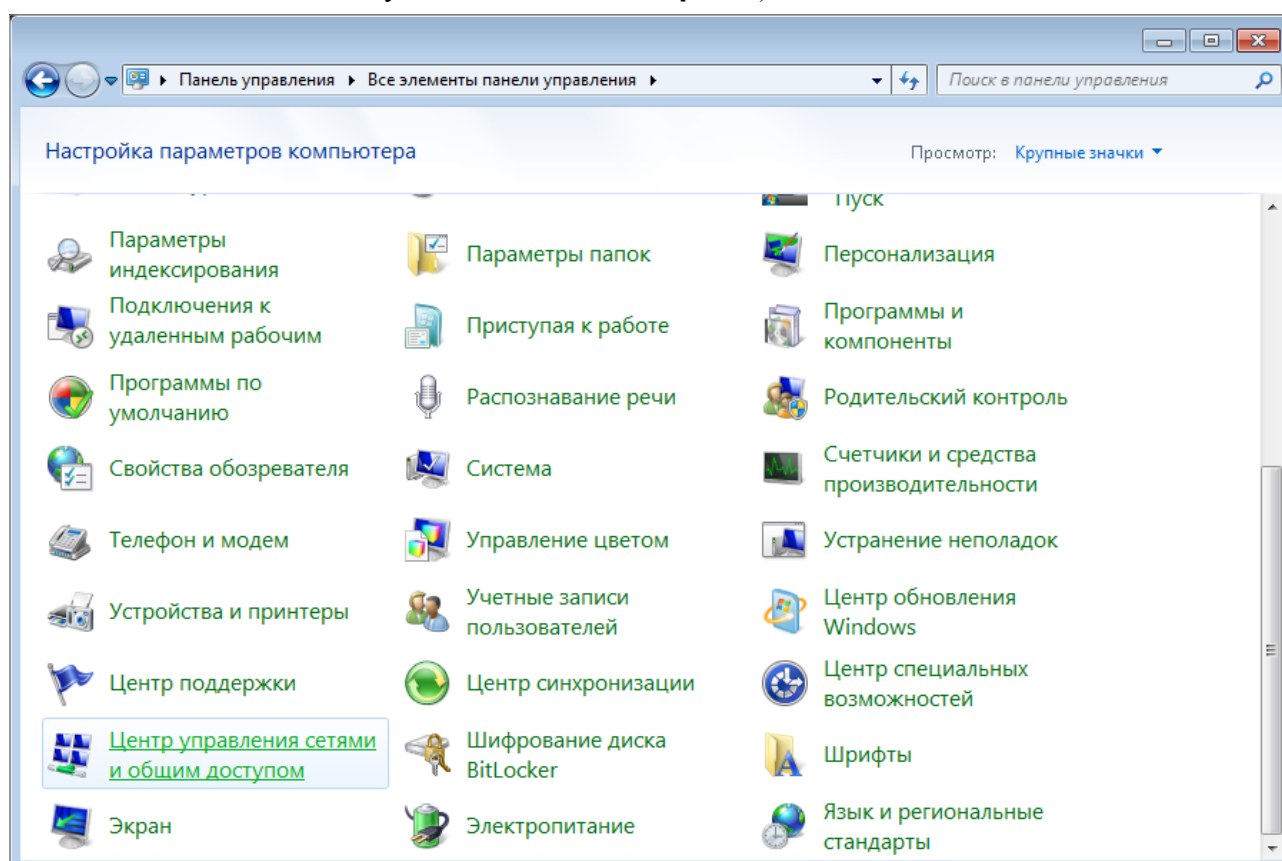 Панель управления ▸ Все элементы панели управления ▸
Поиск в панели управления
Настройка параметров компьютера
Просмотр: Крупные значки
Пуск
Параметры
индексирования
Параметры папок
Персонализация
Подключения к
удаленным рабочим
Приступая к работе
Программы и
компоненты
Программы по
умолчанию
Распознавание речи
Родительский контроль
Свойства обозревателя
Система
Счетчики и средства
производительности
Телефон и модем
Управление цветом
Устранение неполадок
Устройства и принтеры
Учетные записи
пользователей
Центр обновления
Windows
Центр поддержки
Центр синхронизации
Центр специальных
возможностей
Центр управления сетями
и общим доступом
Шифрование диска
BitLocker
Шрифты
Экран
Электропитание
Язык и региональные
стандарты